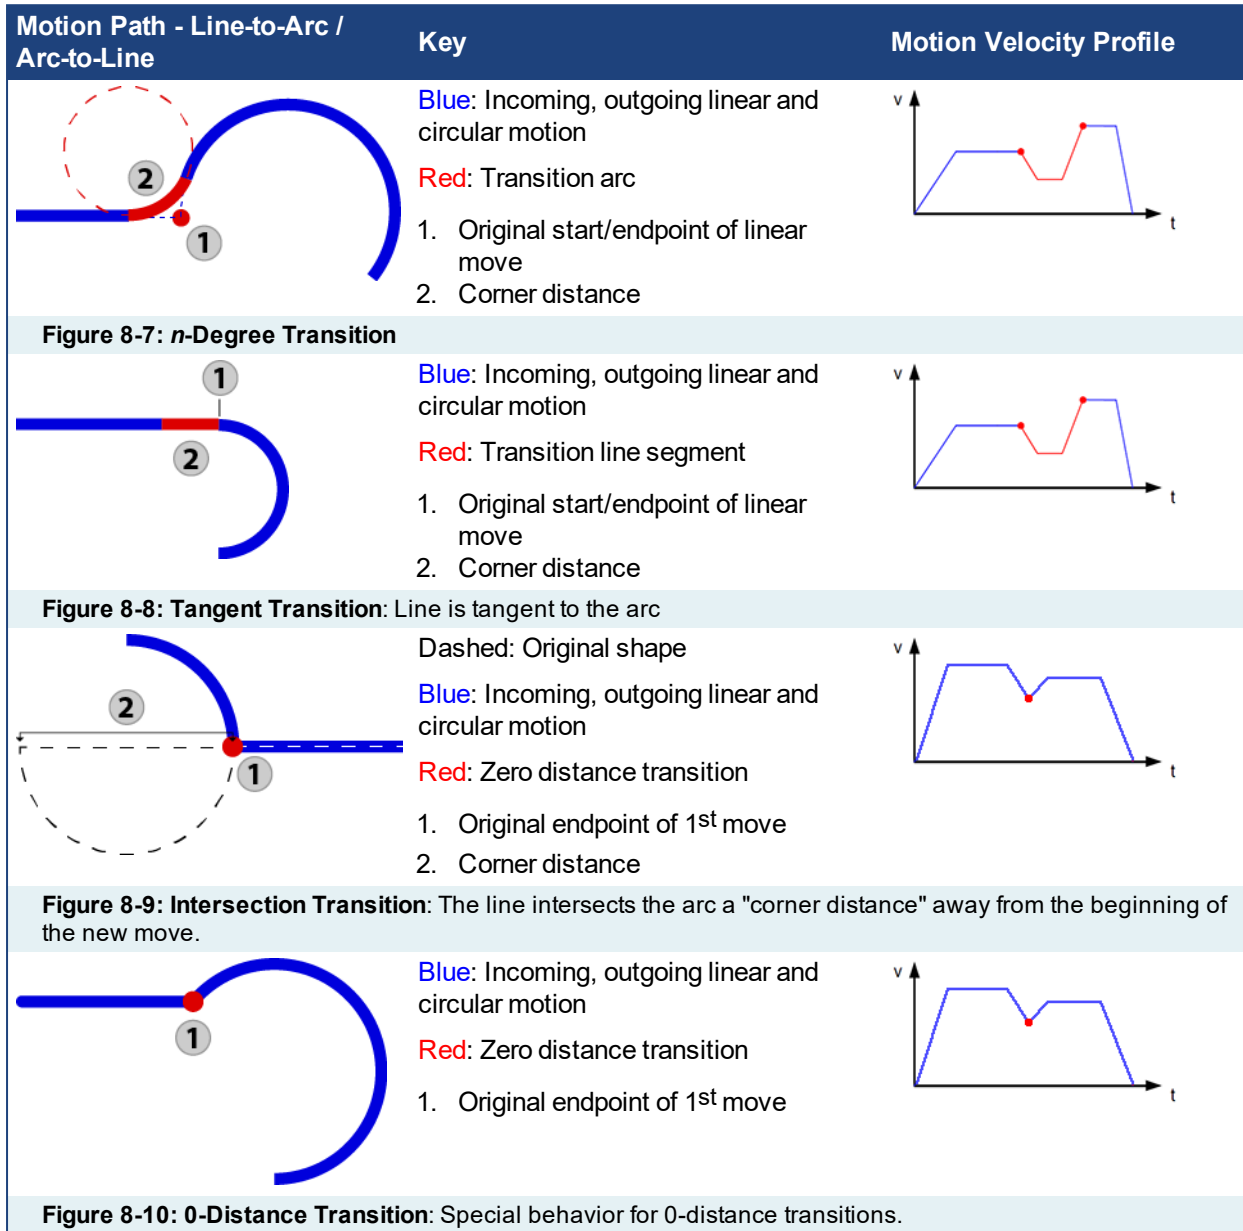 Motion Path - Line-to-Arc /
Arc-to-Line
Key
Motion Velocity Profile
2
1
Blue: Incoming, outgoing linear and
circular motion
Red: Transition arc
1. Original start/endpoint of linear
move
2. Corner distance
v
t
Figure 8-7: n-Degree Transition
1
2
Blue: Incoming, outgoing linear and
circular motion
Red: Transition line segment
1. Original start/endpoint of linear
move
2. Corner distance
v
t
Figure 8-8: Tangent Transition: Line is tangent to the arc
2
1
Dashed: Original shape
Blue: Incoming, outgoing linear and
circular motion
Red: Zero distance transition
1. Original endpoint of 1st move
2. Corner distance
v
t
Figure 8-9: Intersection Transition: The line intersects the arc a "corner distance" away from the beginning of
the new move.
1
Blue: Incoming, outgoing linear and
circular motion
Red: Zero distance transition
1. Original endpoint of 1st move
v
t
Figure 8-10: 0-Distance Transition: Special behavior for 0-distance transitions.